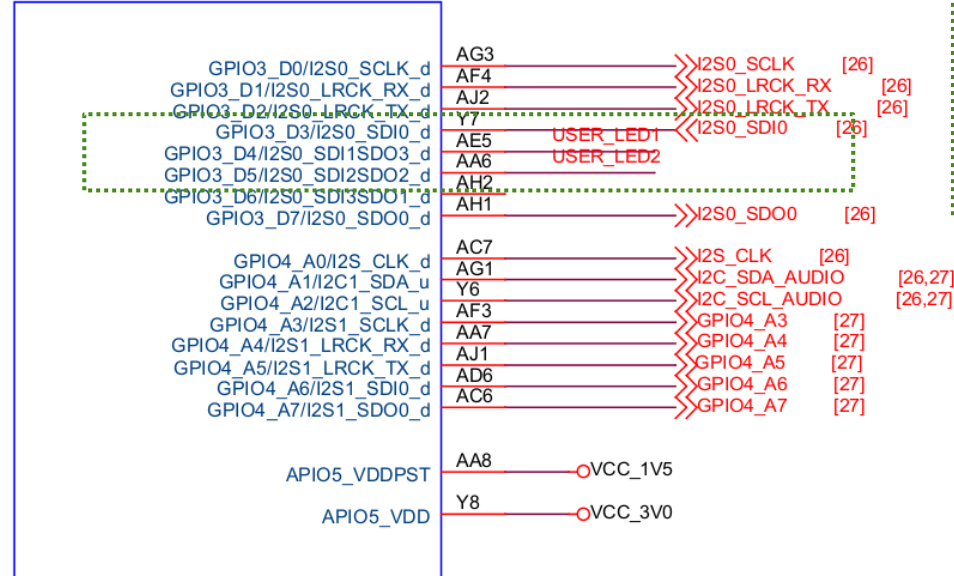 GPIO3_D0/I2S0_SCLK_d AG3 I2S0_SCLK [26]
GPIO3_D1/I2S0_LRCK_RX_d AF4 I2S0_LRCK_RX [26]
GPIO3_D2/I2S0_LRCK_TX_d AJ2 I2S0_LRCK_TX [26]
GPIO3_D3/I2S0_SDI0_d Y7 I2S0_SDI0 [26]
GPIO3_D4/I2S0_SDI1SDO3_d AE5 USER_LED1
GPIO3_D5/I2S0_SDI2SDO2_d AA6 USER_LED2
GPIO3_D6/I2S0_SDI3SDO1_d AH2
GPIO3_D7/I2S0_SDO0_d AH1 I2S0_SDO0 [26]
GPIO4_A0/I2S_CLK_d AC7 I2S_CLK [26]
GPIO4_A1/I2C1_SDA_u AG1 I2C_SDA_AUDIO [26,27]
GPIO4_A2/I2C1_SCL_u Y6 I2C_SCL_AUDIO [26,27]
GPIO4_A3/I2S1_SCLK_d AF3 GPIO4_A3 [27]
GPIO4_A4/I2S1_LRCK_RX_d AA7 GPIO4_A4 [27]
GPIO4_A5/I2S1_LRCK_TX_d AJ1 GPIO4_A5 [27]
GPIO4_A6/I2S1_SDI0_d AD6 GPIO4_A6 [27]
GPIO4_A7/I2S1_SDO0_d AC6 GPIO4_A7 [27]
APIO5_VDDPST AA8 VCC_1V5
APIO5_VDD Y8 VCC_3V0